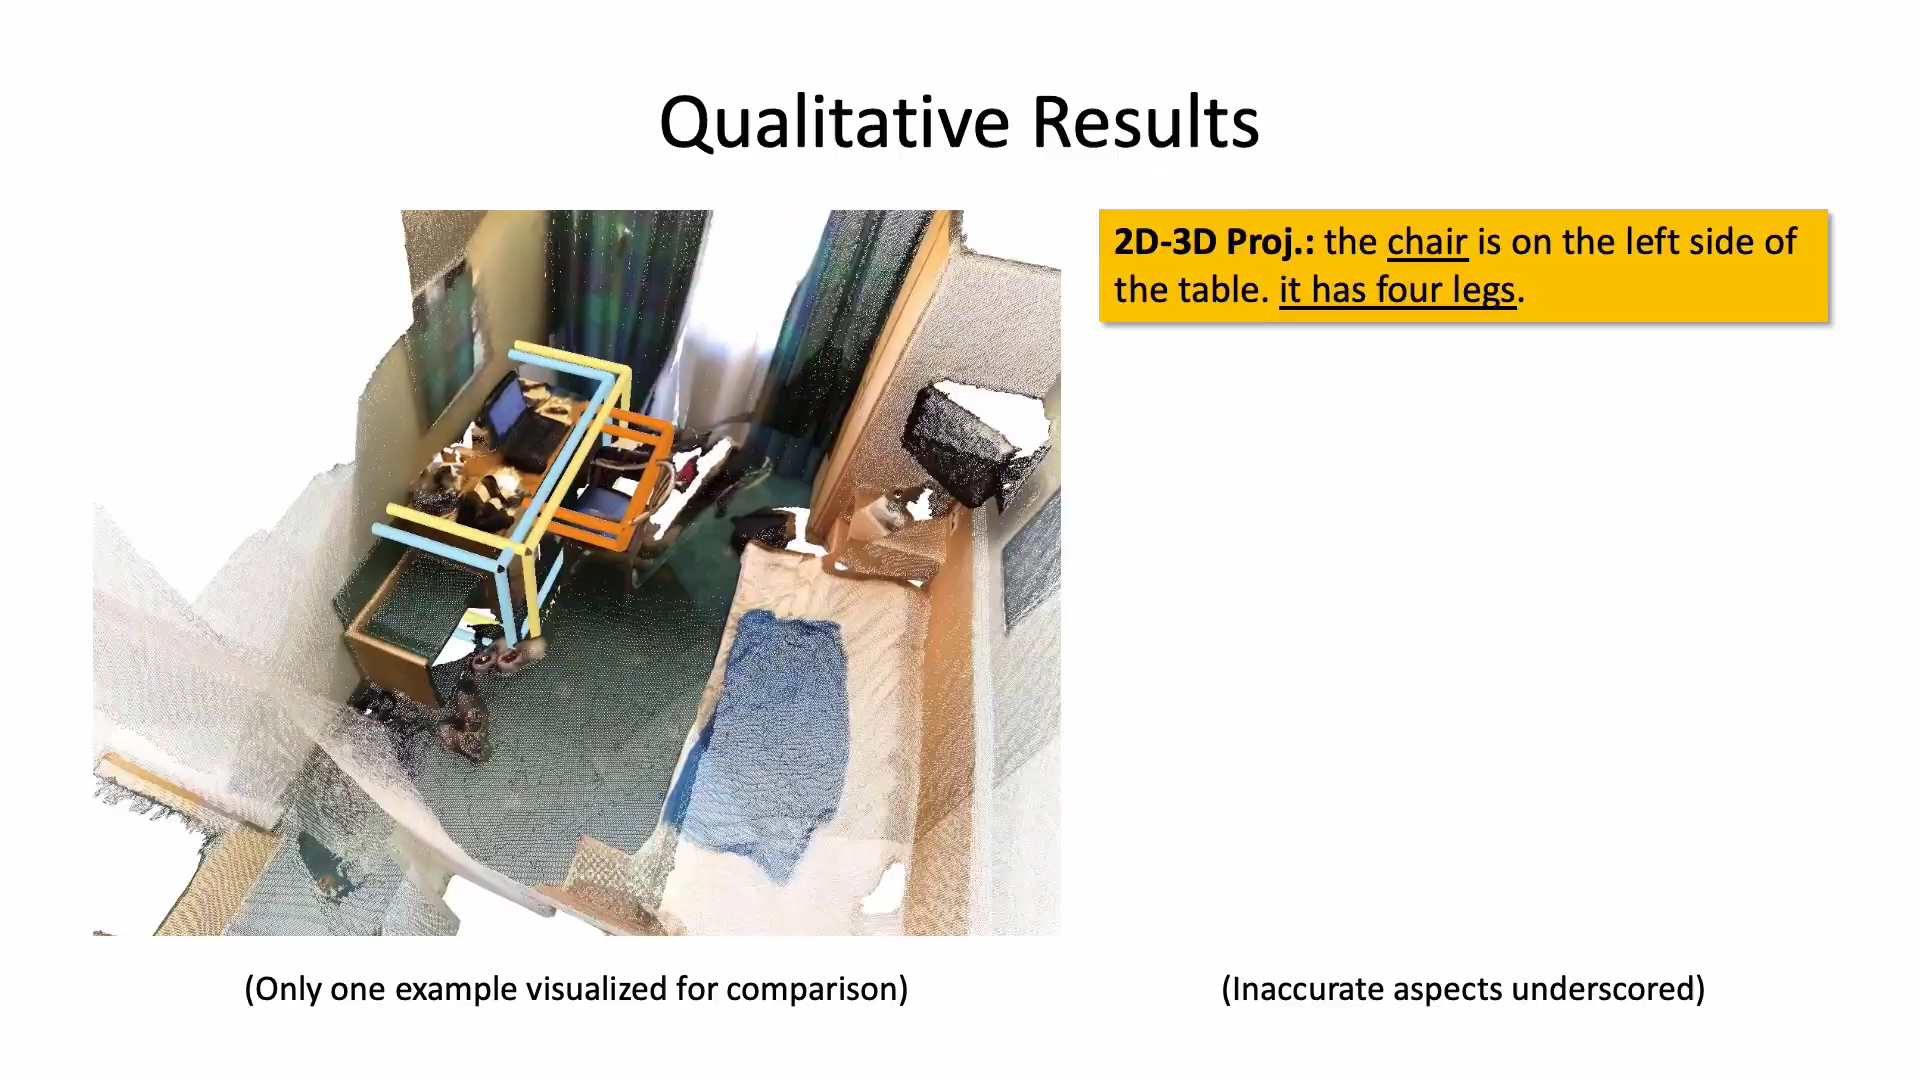 Qualitative Results
2D-3D Proj.: the chair is on the left side of
the table. it has four legs.
(Only one example visualized for comparison)
(Inaccurate aspects underscored)